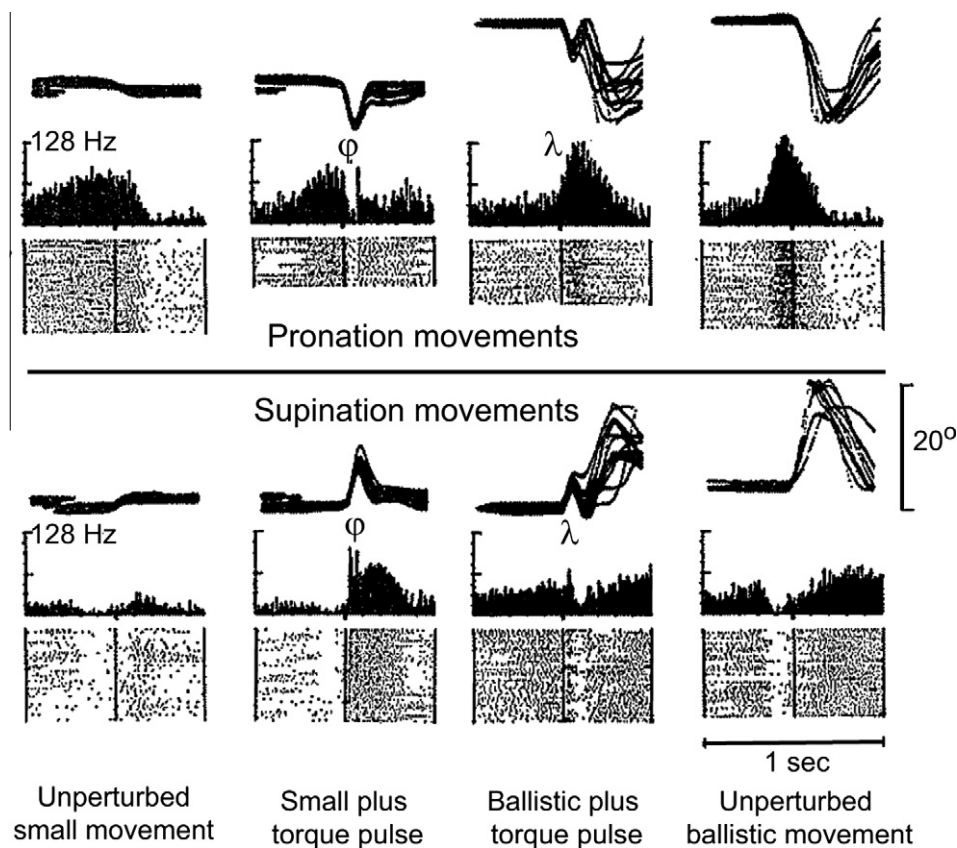 128 Hz
φ
λ
Pronation movements
Supination movements
20º
128 Hz
φ
λ
1 sec
Unperturbed
small movement
Small plus
torque pulse
Ballistic plus
torque pulse
Unperturbed
ballistic movement